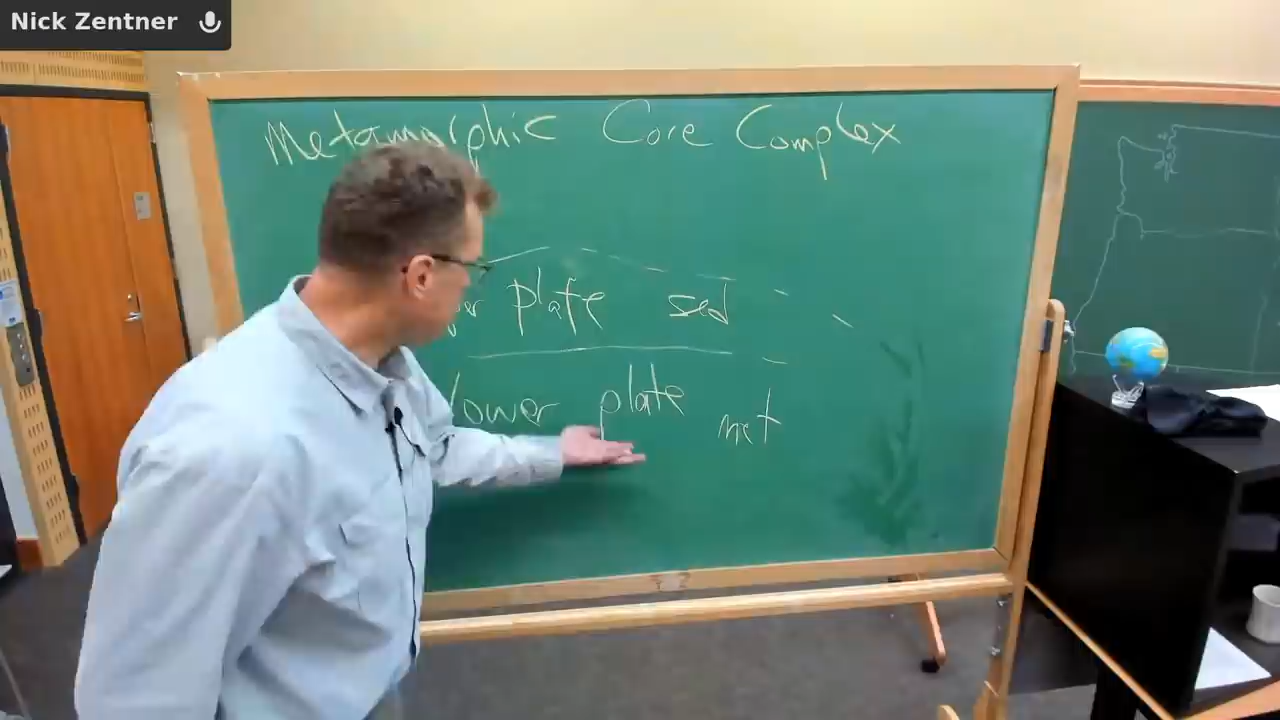 Nick Zentner
Metamorphic Core Complex
plate sed
lower plate met